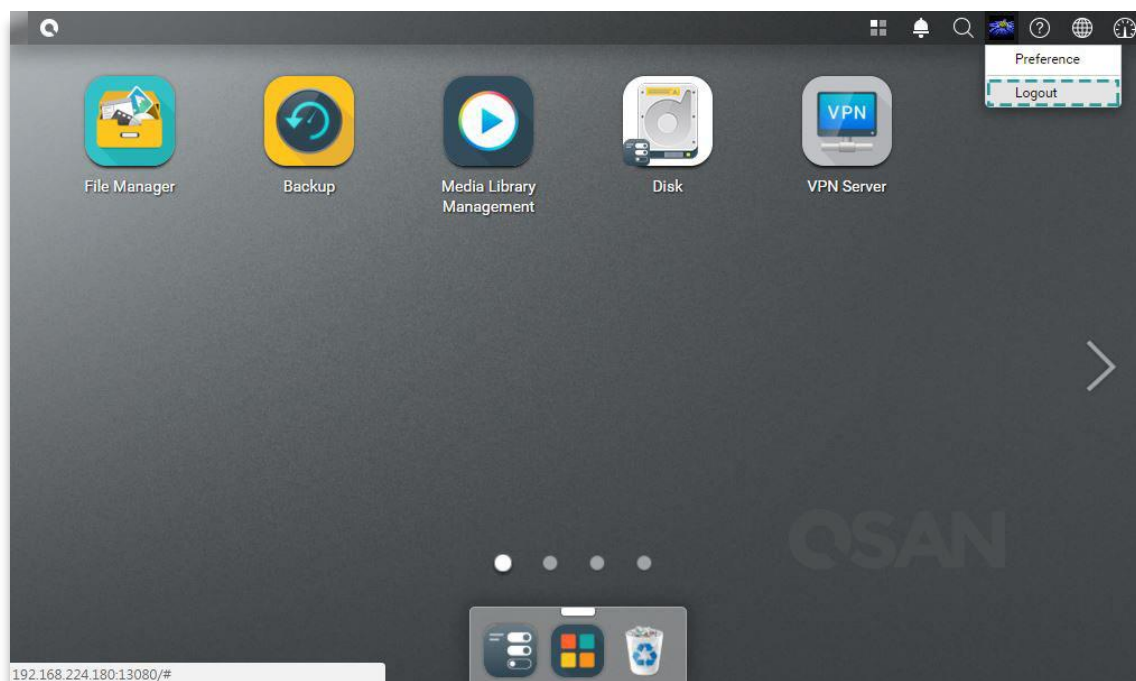 Preference
Logout
VPN
File Manager
Backup
Media Library
Management
Disk
VPN Server
QSAN
192.168.224.180:13080/#